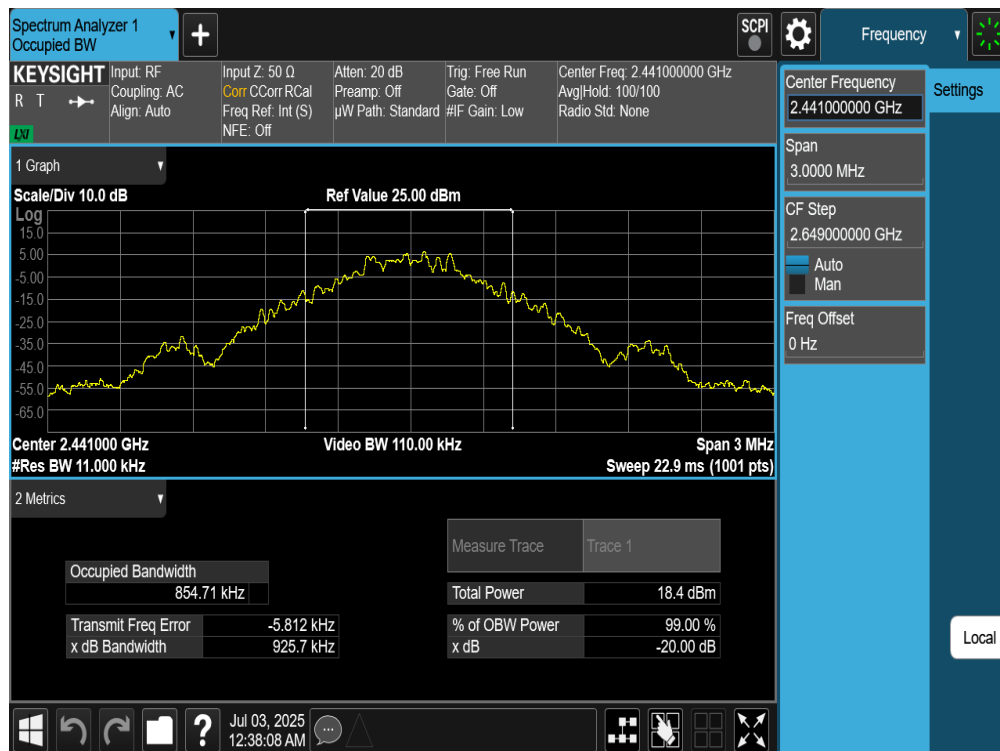 Spectrum Analyzer 1
Occupied BW
+
SCPI
Frequency
KEYSIGHT
R T
LXI
Input: RF
Coupling: AC
Align: Auto
Input Z: 50 Ω
Corr CCorr RCal
Freq Ref: Int (S)
NFE: Off
Atten: 20 dB
Preamp: Off
µW Path: Standard
Trig: Free Run
Gate: Off
#IF Gain: Low
Center Freq: 2.441000000 GHz
Avg|Hold: 100/100
Radio Std: None
Center Frequency
2.441000000 GHz
Settings
Span
3.0000 MHz
CF Step
2.649000000 GHz
Auto
Man
Freq Offset
0 Hz
Local
1 Graph
Scale/Div 10.0 dB
Ref Value 25.00 dBm
Log
15.0
5.00
-5.00
-15.0
-25.0
-35.0
-45.0
-55.0
-65.0
Center 2.441000 GHz
Video BW 110.00 kHz
Span 3 MHz
#Res BW 11.000 kHz
Sweep 22.9 ms (1001 pts)
2 Metrics
Measure Trace
Trace 1
Occupied Bandwidth
854.71 kHz
Total Power
18.4 dBm
Transmit Freq Error
-5.812 kHz
% of OBW Power
99.00 %
x dB Bandwidth
925.7 kHz
x dB
-20.00 dB
?
Jul 03, 2025
12:38:08 AM